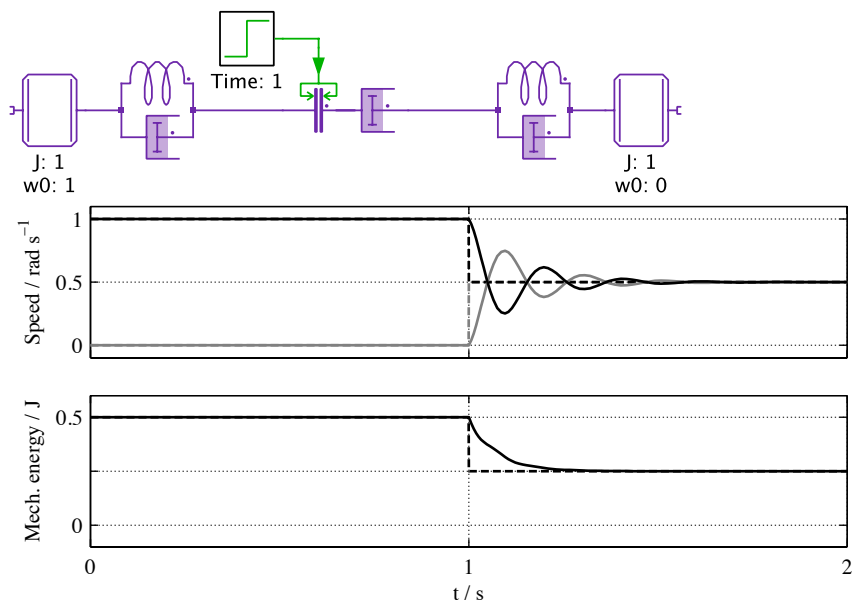 Time: 1
J: 1
w0: 1
J: 1
w0: 0
Speed / rad s⁻¹
1
0.5
0
Mech. energy / J
0.5
0
0
1
2
t / s